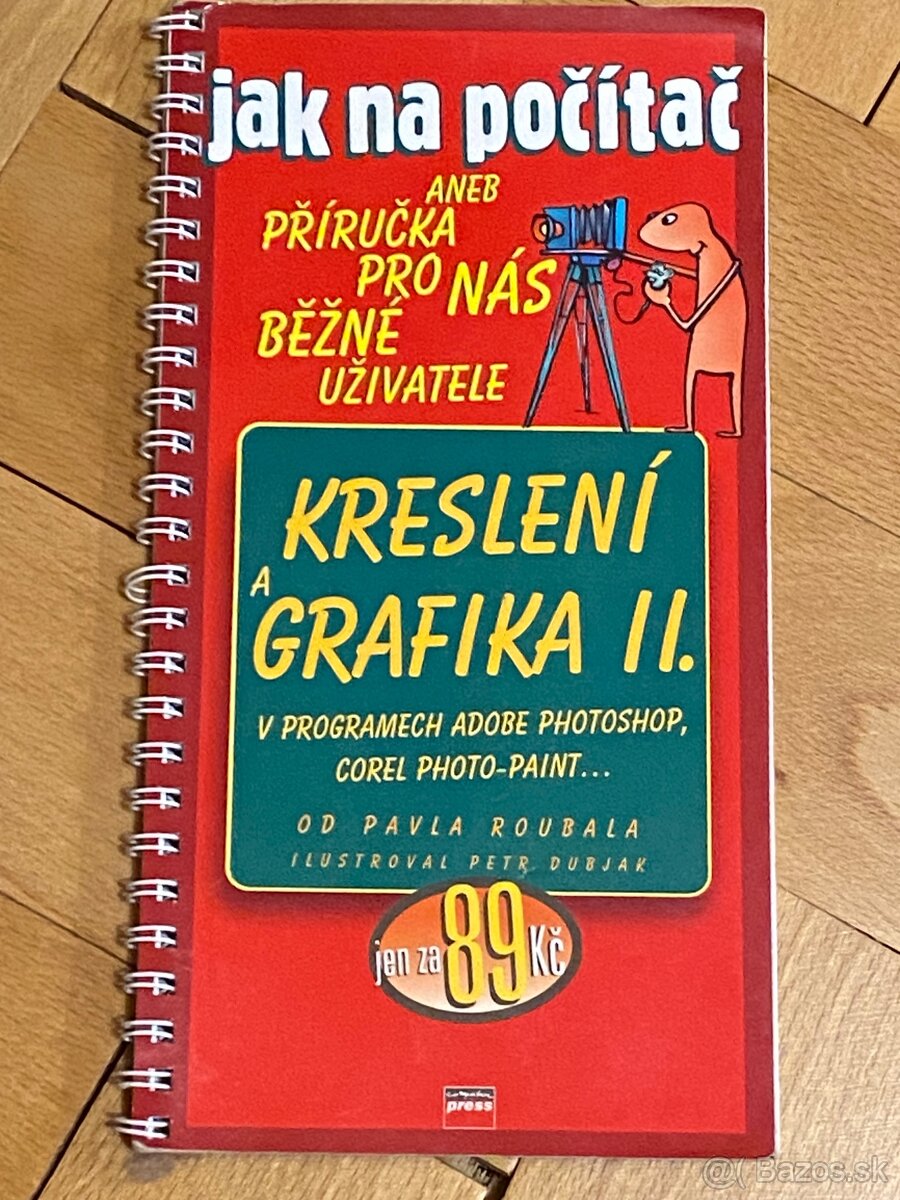 jak na počítač
ANEB
PŘÍRUČKA
PRO NÁS
BĚŽNÉ
UŽIVATELE
KRESLENÍ
A
GRAFIKA II.
V PROGRAMECH ADOBE PHOTOSHOP,
COREL PHOTO-PAINT...
OD PAVLA ROUBALA
ILUSTROVAL PETR DUBJAK
jen za 89 Kč
computer
press
@( Bazos.sk